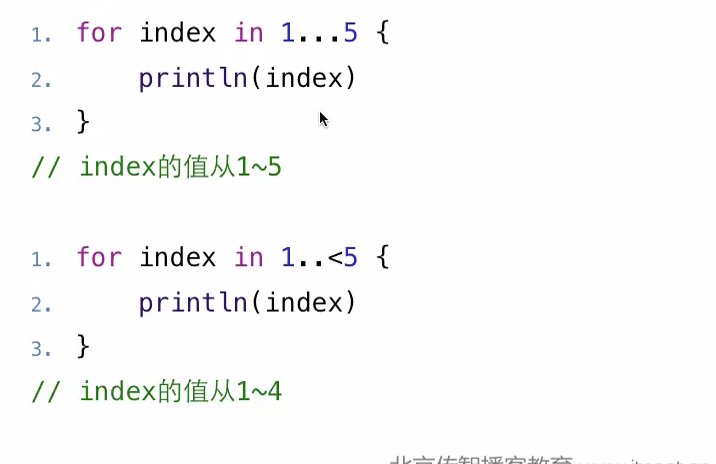 1. for index in 1...5 {
2. println(index)
3. }
// index的值从1~5
1. for index in 1..<5 {
2. println(index)
3. }
// index的值从1~4
北京传智播客教育